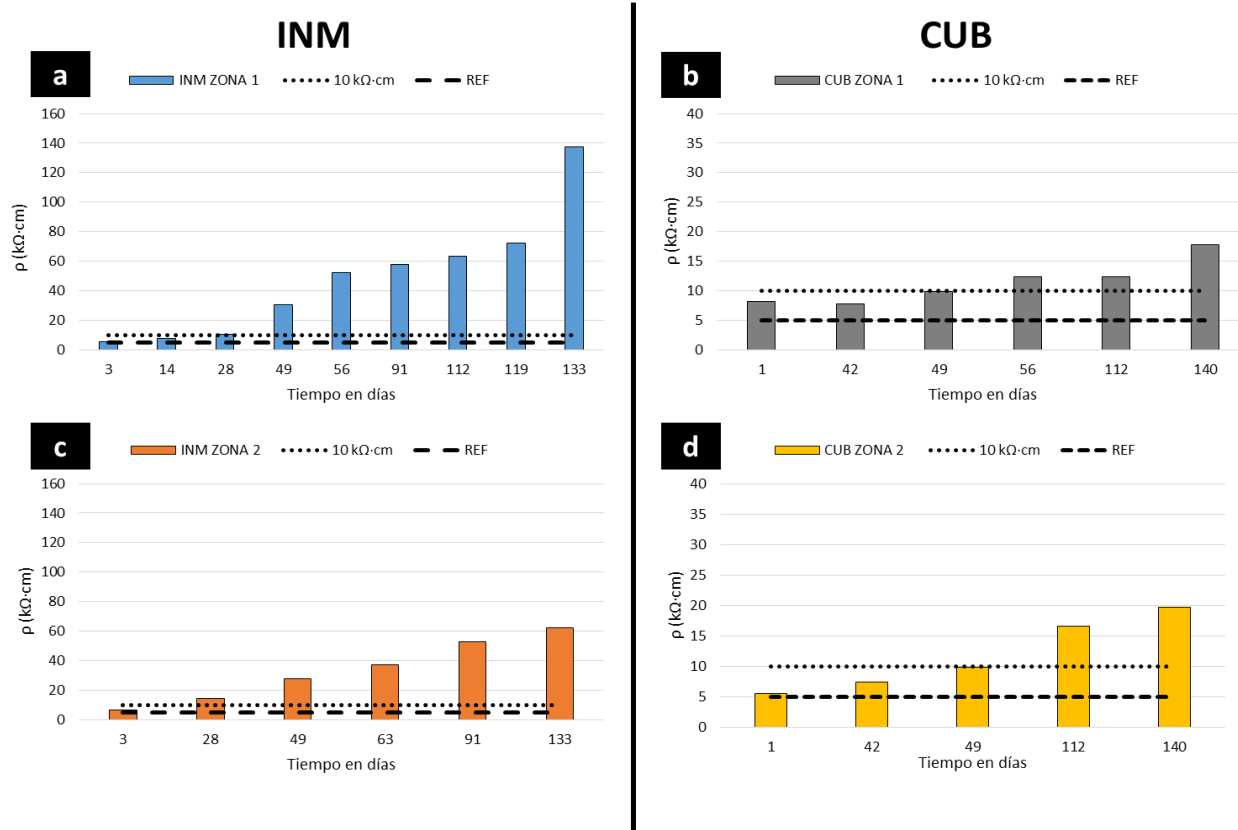 INM
CUB
a
INM ZONA 1
10 kΩ·cm
REF
160
140
120
100
80
60
40
20
0
ρ (kΩ·cm)
3 14 28 49 56 91 112 119 133
Tiempo en días
b
CUB ZONA 1
10 kΩ·cm
REF
40
35
30
25
20
15
10
5
0
ρ (kΩ·cm)
1 42 49 56 112 140
Tiempo en días
c
INM ZONA 2
10 kΩ·cm
REF
160
140
120
100
80
60
40
20
0
ρ (kΩ·cm)
3 28 49 63 91 133
Tiempo en días
d
CUB ZONA 2
10 kΩ·cm
REF
40
35
30
25
20
15
10
5
0
ρ (kΩ·cm)
1 42 49 112 140
Tiempo en días